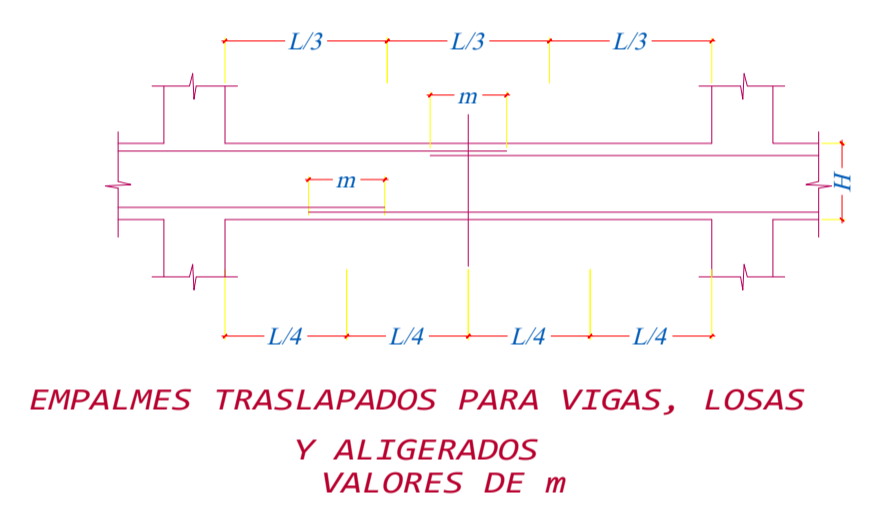 L/3 L/3 L/3
m
m
H
L/4 L/4 L/4 L/4
EMPALMES TRASLAPADOS PARA VIGAS, LOSAS
Y ALIGERADOS
VALORES DE m